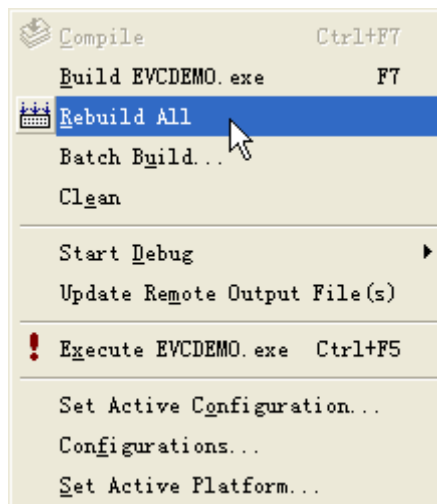 Compile Ctrl+F7
Build EVCDEMO.exe F7
Rebuild All
Batch Build...
Clean
Start Debug
Update Remote Output File(s)
Execute EVCDEMO.exe Ctrl+F5
Set Active Configuration...
Configurations...
Set Active Platform...